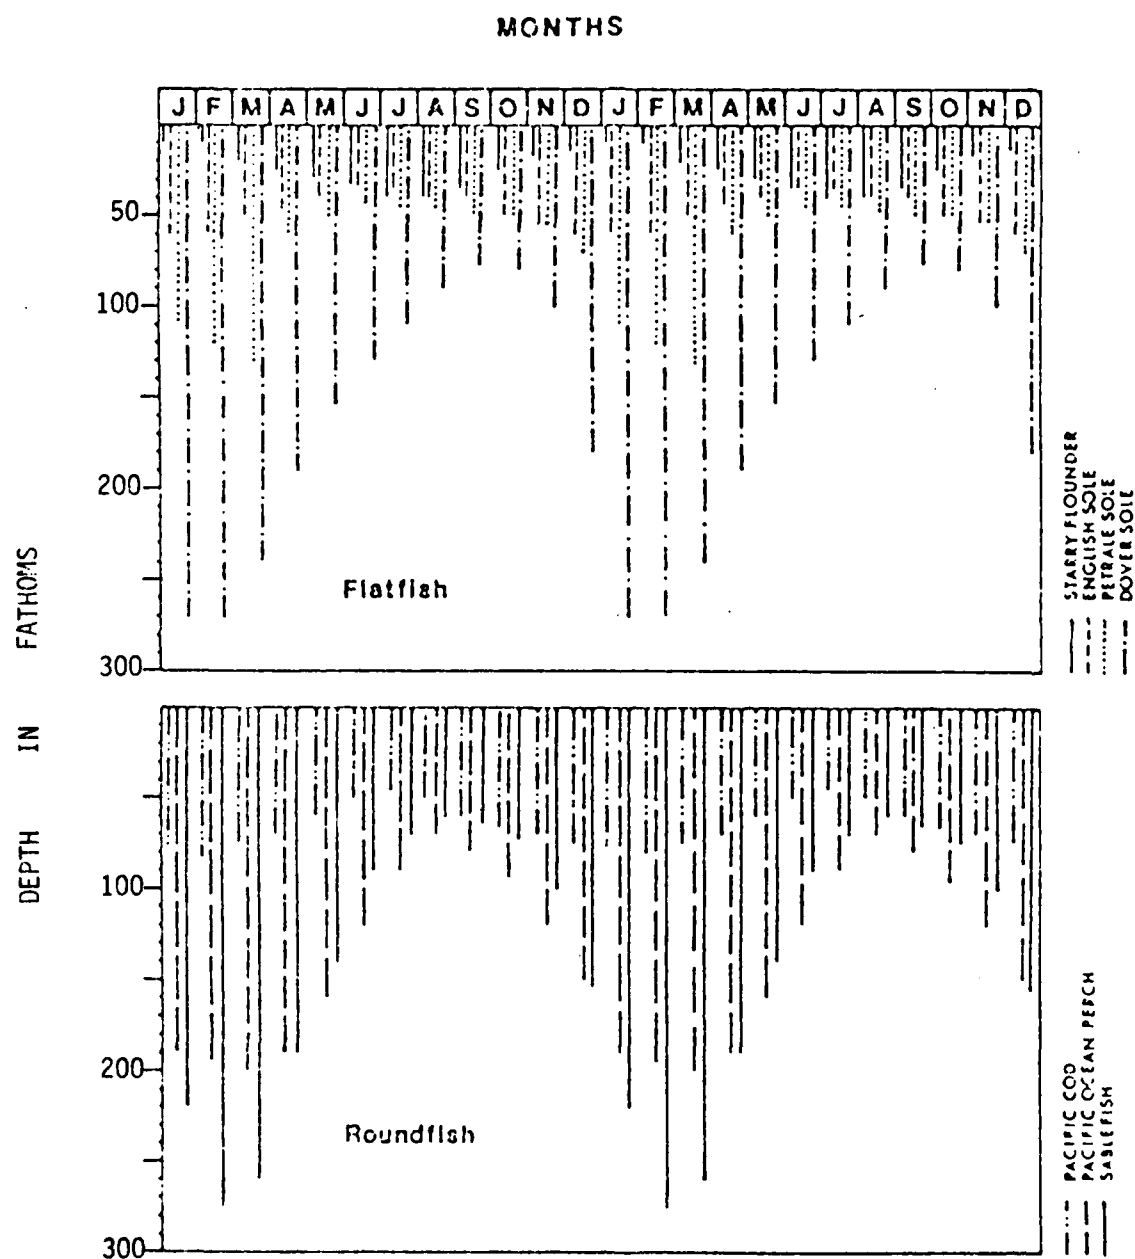 MONTHS
J F M A M J J A S O N D J F M A M J J A S O N D
50
100
200
300
Flatfish
STARRY FLOUNDER
ENGLISH SOLE
PETRALE SOLE
DOVER SOLE
DEPTH IN FATHOMS
100
200
300
Roundfish
PACIFIC COD
PACIFIC OCEAN PERCH
SABLEFISH